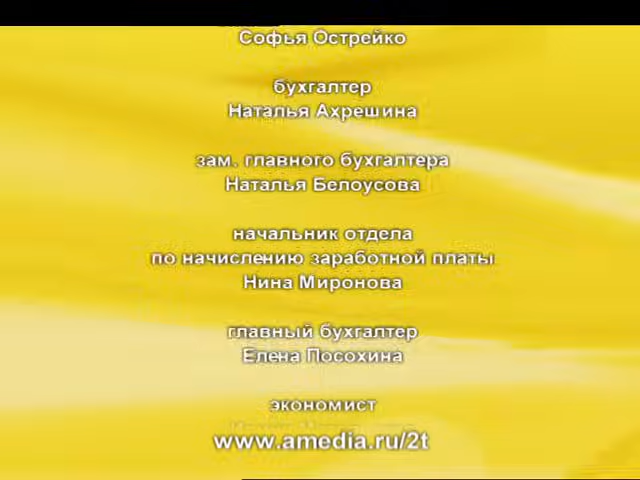 Софья Острейко
бухгалтер
Наталья Ахрешина
зам. главного бухгалтера
Наталья Белоусова
начальник отдела
по начислению заработной платы
Нина Миронова
главный бухгалтер
Елена Посохина
экономист
www.amedia.ru/2t